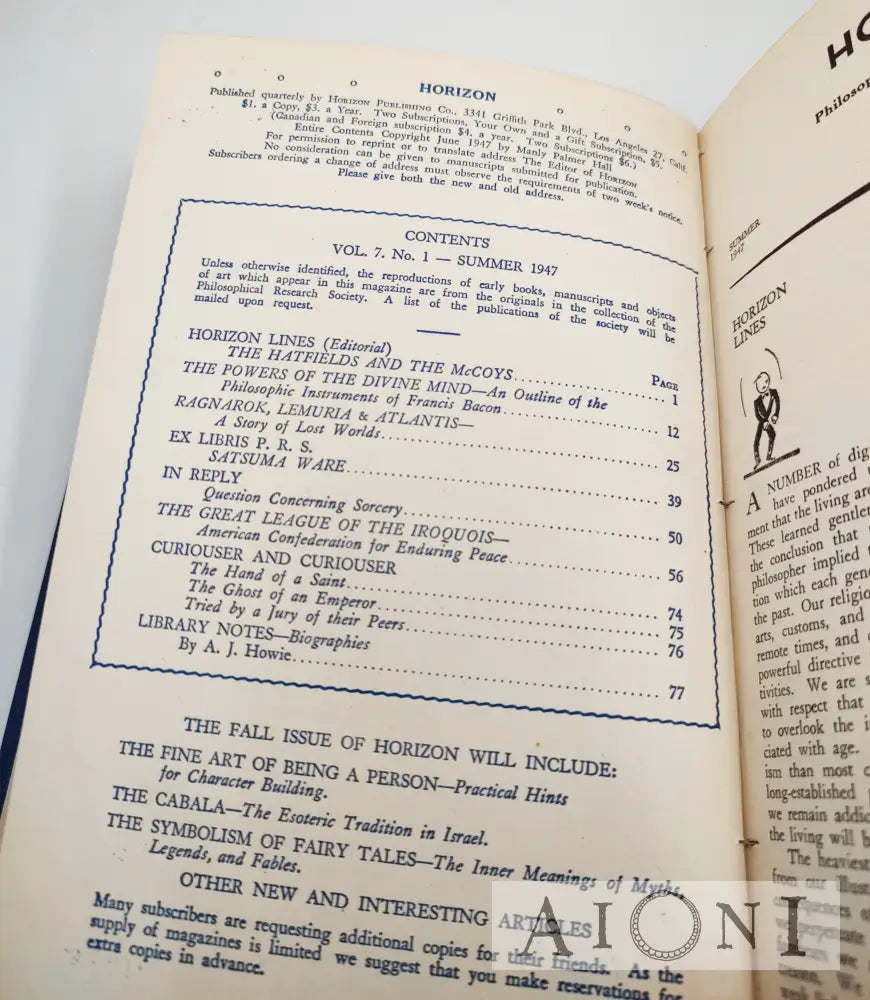 HORIZON
Published quarterly by HORIZON PUBLISHING CO., 3341 Griffith Park Blvd., Los Angeles 27, Calif.
$1. a Copy, $3. a Year. Two Subscriptions, Your Own and a Gift Subscription, $5.
(Canadian and Foreign subscription $4. a year. Two Subscriptions $6.)
Entire Contents Copyright June 1947 by Manly Palmer Hall
For permission to reprint or to translate address The Editor of HORIZON
No consideration can be given to manuscripts submitted for publication.
Subscribers ordering a change of address must observe the requirements of two week's notice.
Please give both the new and old address.
CONTENTS
VOL. 7. No. 1 — SUMMER 1947
Unless otherwise identified, the reproductions of early books, manuscripts and objects
of art which appear in this magazine are from the originals in the collection of the
Philosophical Research Society. A list of the publications of the society will be
mailed upon request.
PAGE
HORIZON LINES (Editorial)
THE HATFIELDS AND THE McCOYS 1
THE POWERS OF THE DIVINE MIND—An Outline of the
Philosophic Instruments of Francis Bacon 12
RAGNAROK, LEMURIA & ATLANTIS—
A Story of Lost Worlds 25
EX LIBRIS P. R. S.
SATSUMA WARE 39
IN REPLY
Question Concerning Sorcery 50
THE GREAT LEAGUE OF THE IROQUOIS—
American Confederation for Enduring Peace 56
CURIOUSER AND CURIOUSER
The Hand of a Saint 74
The Ghost of an Emperor 75
Tried by a Jury of their Peers 76
LIBRARY NOTES—Biographies
By A. J. Howie 77
THE FALL ISSUE OF HORIZON WILL INCLUDE:
THE FINE ART OF BEING A PERSON—Practical Hints
for Character Building.
THE CABALA—The Esoteric Tradition in Israel.
THE SYMBOLISM OF FAIRY TALES—The Inner Meanings of Myths,
Legends, and Fables.
OTHER NEW AND INTERESTING ARTICLES
Many subscribers are requesting additional copies for their friends. As the
supply of magazines is limited we suggest that you make reservations for
extra copies in advance.
HO
Philosop
SUMMER
1947
HORIZON
LINES
A NUMBER of dig
have pondered
ment that the living are
These learned gentle
the conclusion that
philosopher implied
tion which each gen
the past. Our religio
arts, customs, and
remote times, and
powerful directive
tivities. We are s
with respect that
to overlook the i
ciated with age.
ism than most c
long-established
we remain addic
the living will b
The heaviest
from our
AIONI